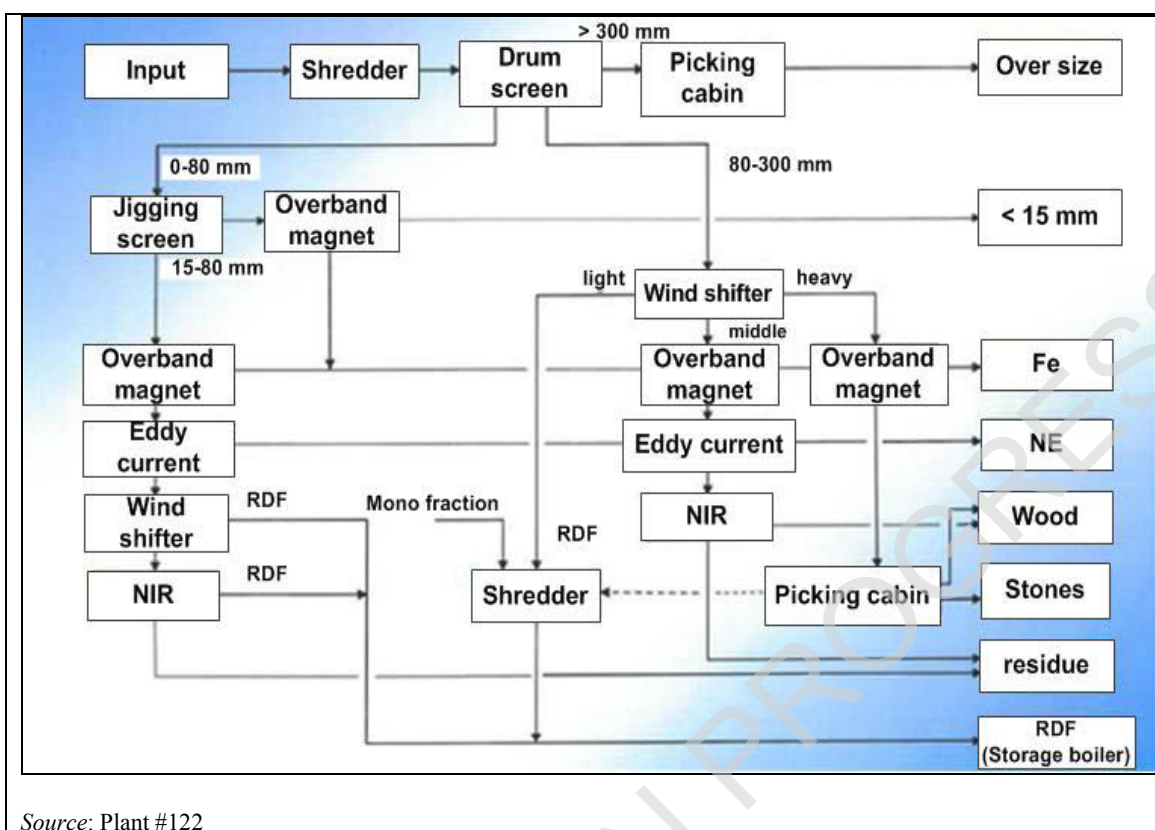 > 300 mm
Input
Shredder
Drum
screen
Picking
cabin
Over size
0-80 mm
80-300 mm
Jigging
screen
Overband
magnet
< 15 mm
15-80 mm
light
Wind shifter
heavy
middle
Overband
magnet
Overband
magnet
Overband
magnet
Fe
Eddy
current
Eddy current
NE
Wind
shifter
RDF
Mono fraction
RDF
NIR
Wood
NIR
RDF
Shredder
Picking cabin
Stones
residue
RDF
(Storage boiler)
N PROGRESS
Source: Plant #122